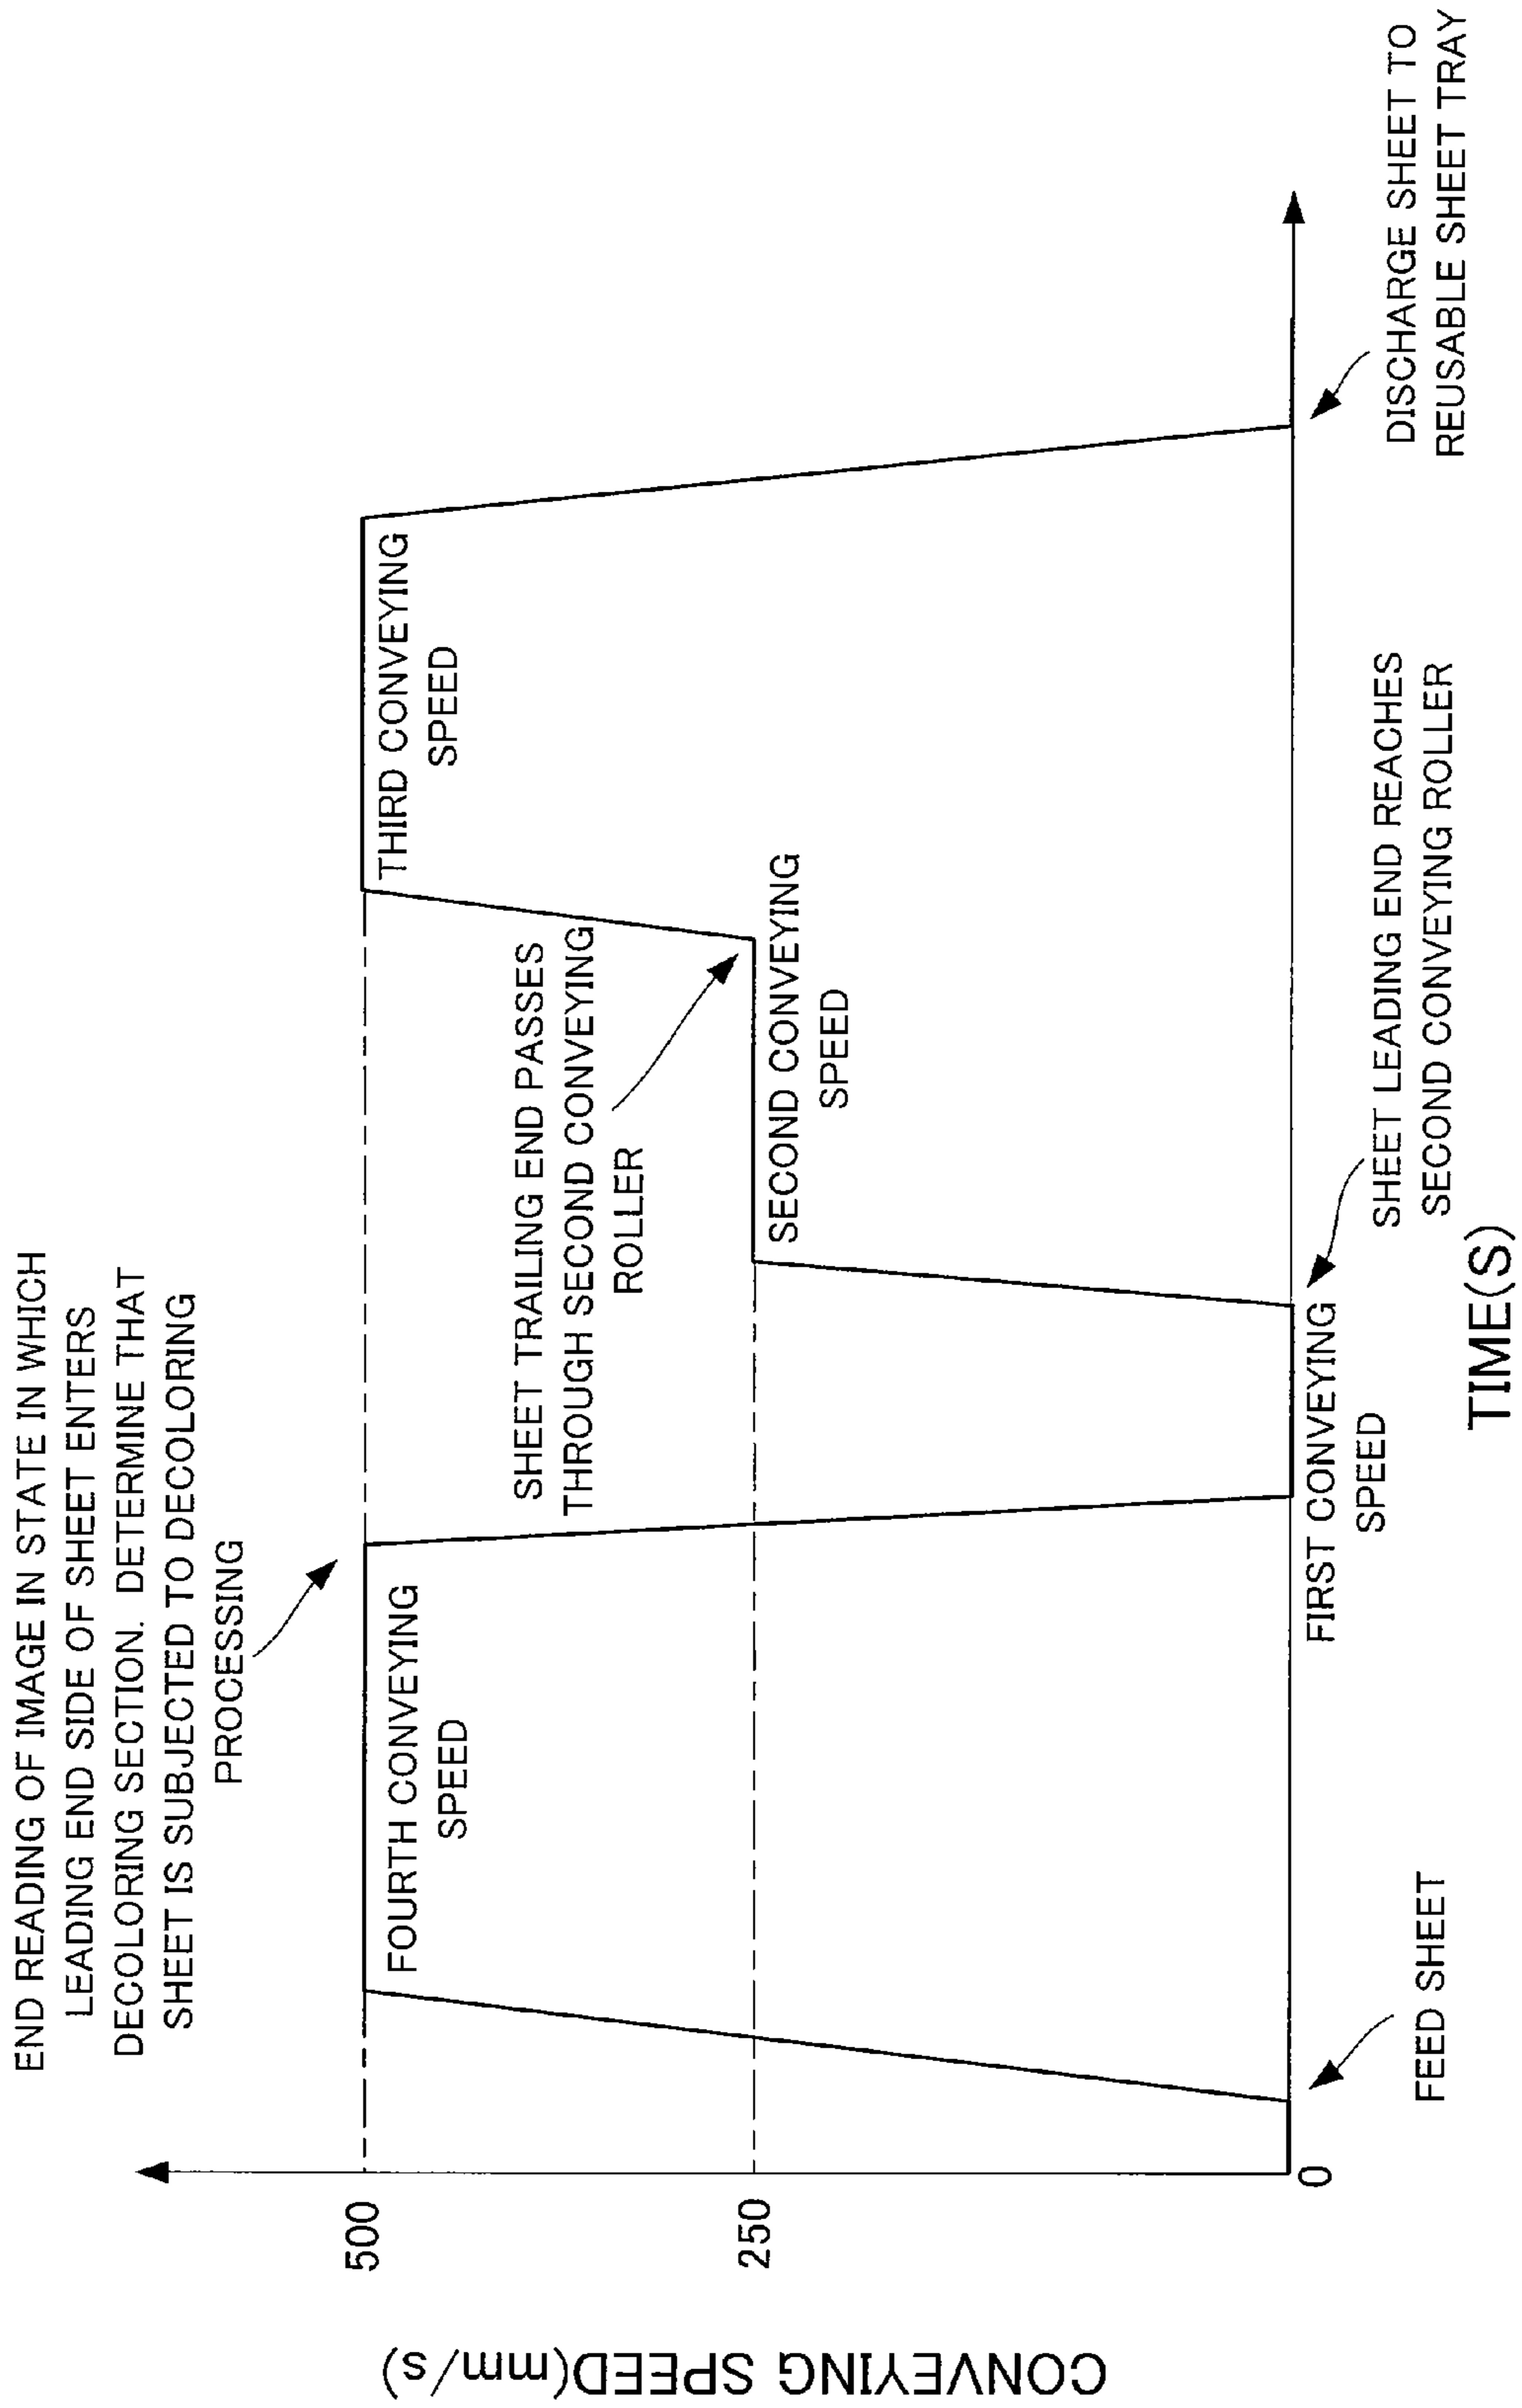 END READING OF IMAGE IN STATE IN WHICH
LEADING END SIDE OF SHEET ENTERS
DECOLORING SECTION. DETERMINE THAT
SHEET IS SUBJECTED TO DECOLORING
PROCESSING
500
FOURTH CONVEYING
SPEED
THIRD CONVEYING
SPEED
SHEET TRAILING END PASSES
THROUGH SECOND CONVEYING
ROLLER
250
SECOND CONVEYING
SPEED
CONVEYING SPEED(mm/s)
0
FIRST CONVEYING
SPEED
FEED SHEET
SHEET LEADING END REACHES
SECOND CONVEYING ROLLER
DISCHARGE SHEET TO
REUSABLE SHEET TRAY
TIME(S)